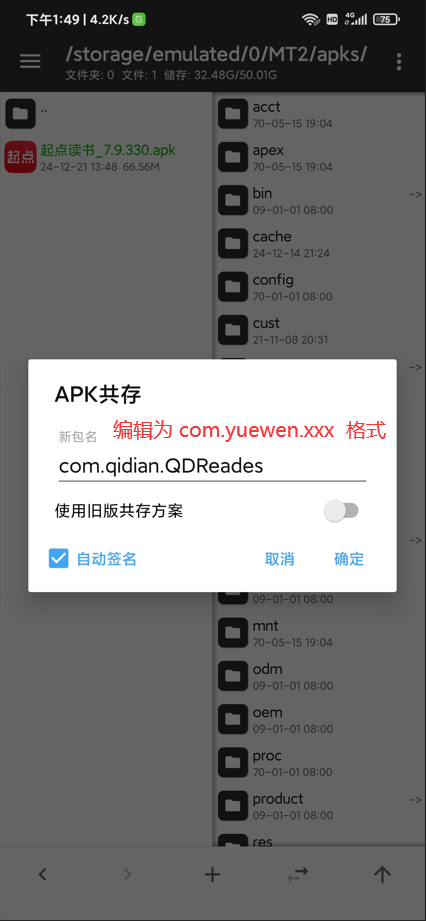 下午1:49 | 4.2K/s
HD 4G 75
/storage/emulated/0/MT2/apks/
文件夹: 0 文件: 1 储存: 32.48G/50.01G
..
起点
起点读书_7.9.330.apk
24-12-21 13:48 66.56M
acct
70-05-15 19:04
apex
70-05-15 19:04
bin
09-01-01 08:00
->
cache
24-12-14 21:24
config
70-01-01 08:00
cust
21-11-08 20:31
->
APK共存
新包名
编辑为 com.yuewen.xxx 格式
com.qidian.QDReades
使用旧版共存方案
自动签名
取消
确定
->
09-01-01 08:00
mnt
70-05-15 19:04
odm
09-01-01 08:00
oem
09-01-01 08:00
proc
70-01-01 08:00
product
09-01-01 08:00
->
res